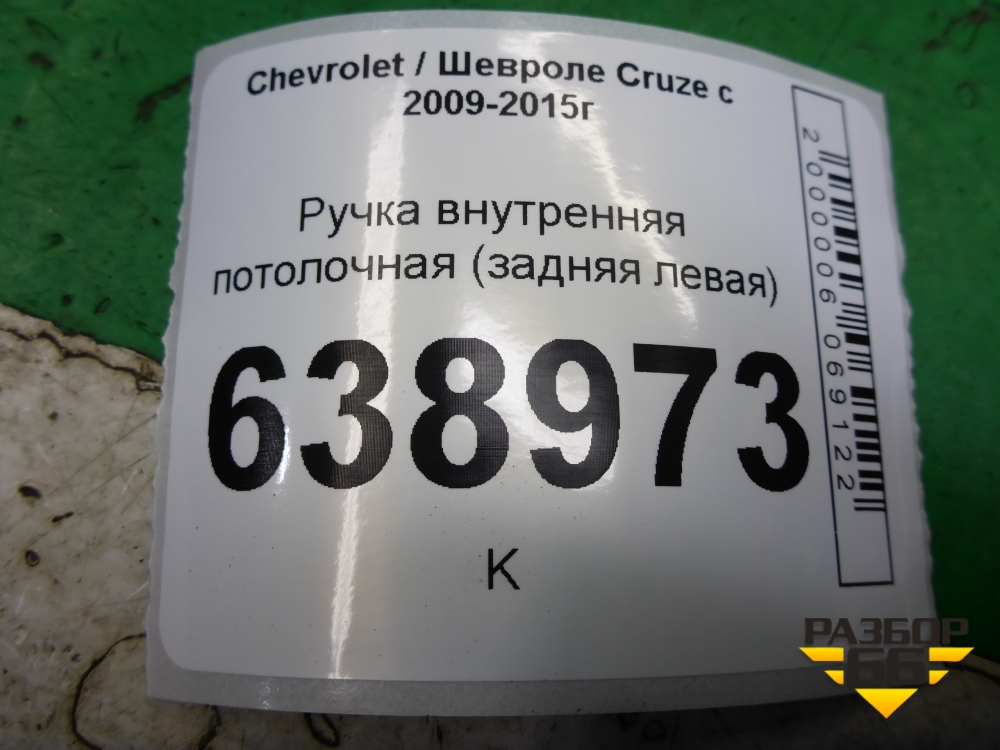 Chevrolet / Шевроле Cruze с
2009-2015г
Ручка внутренняя
потолочная (задняя левая)
638973
К
2000006069122
РАЗБОР
66